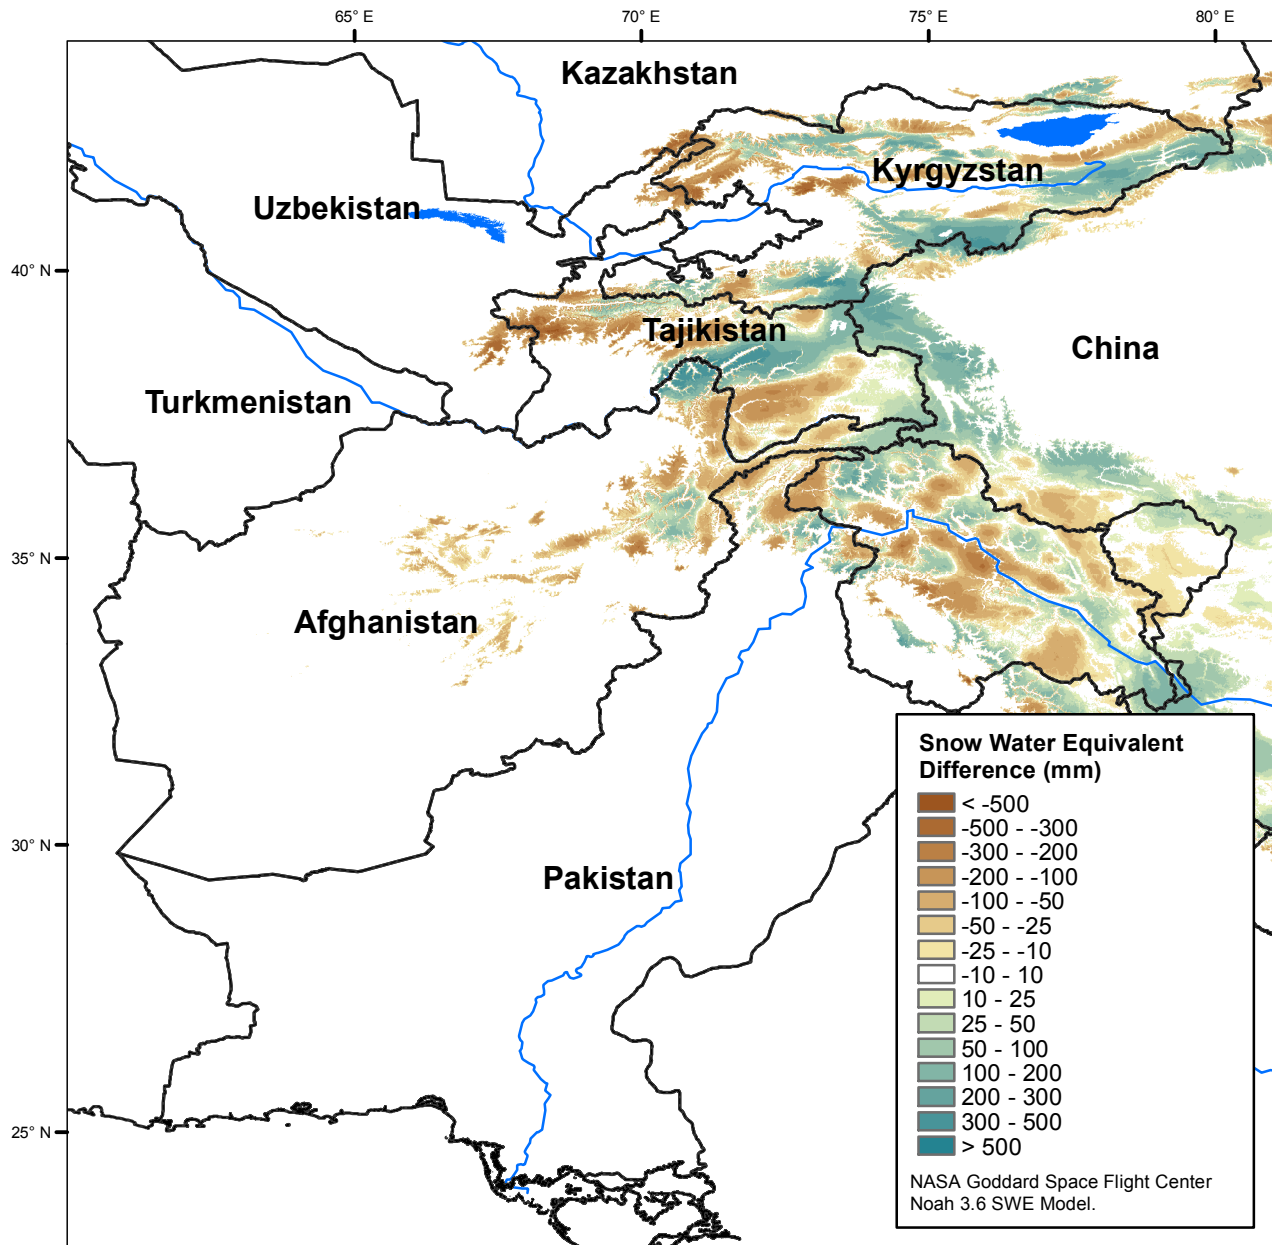 65° E 70° E 75° E 80° E
Kazakhstan
Kyrgyzstan
Uzbekistan
40° N
Tajikistan
China
Turkmenistan
35° N
Afghanistan
Snow Water Equivalent
Difference (mm)
< -500
-500 - -300
-300 - -200
-200 - -100
-100 - -50
-50 - -25
-25 - -10
-10 - 10
10 - 25
25 - 50
50 - 100
100 - 200
200 - 300
300 - 500
> 500
30° N
Pakistan
25° N
NASA Goddard Space Flight Center
Noah 3.6 SWE Model.